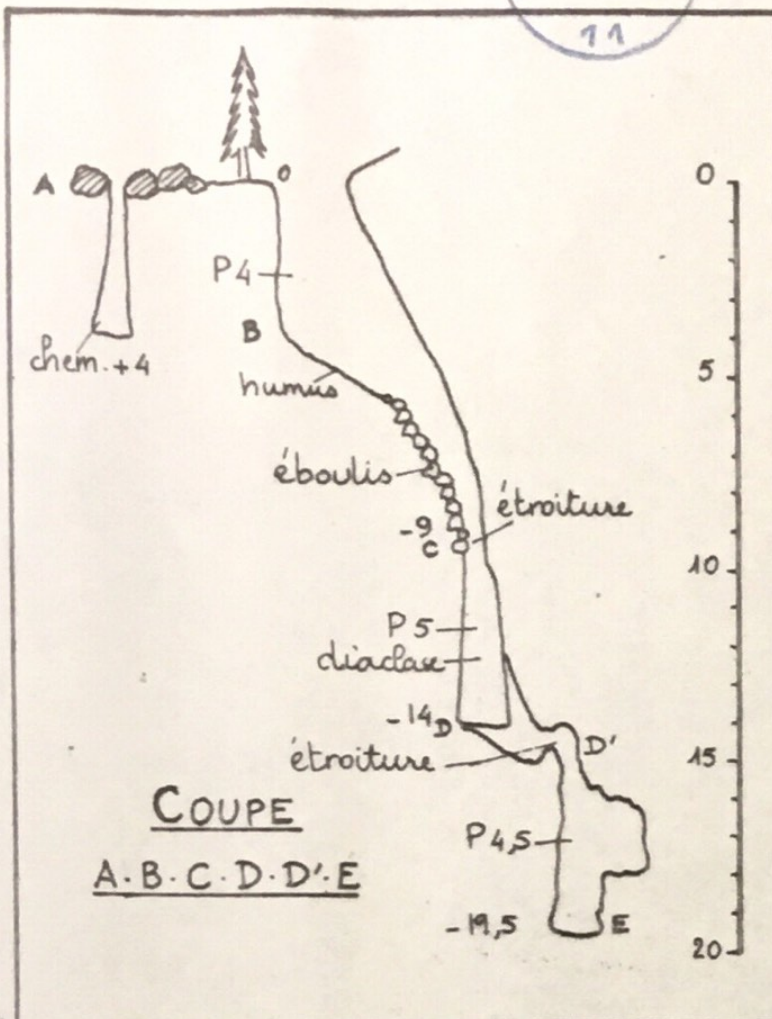 11
A
0
0
P4
B
chem. +4
humus
5
éboulis
étroiture
-9
C
10
P5
diaclase
-14 D
D'
étroiture
15
COUPE
A.B.C.D.D'.E
P4,5
-19,5
E
20